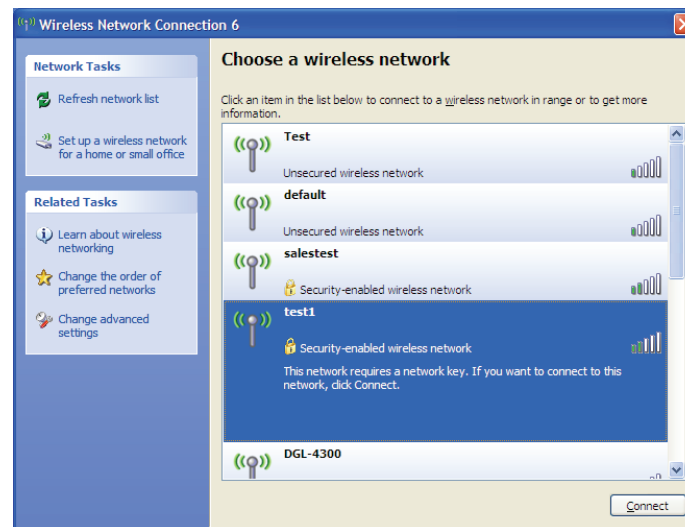 Wireless Network Connection 6
Network Tasks
Refresh network list
Set up a wireless network
for a home or small office
Related Tasks
Learn about wireless
networking
Change the order of
preferred networks
Change advanced
settings
Choose a wireless network
Click an item in the list below to connect to a wireless network in range or to get more
information.
Test
Unsecured wireless network
default
Unsecured wireless network
salestest
Security-enabled wireless network
test1
Security-enabled wireless network
This network requires a network key. If you want to connect to this
network, click Connect.
DGL-4300
Connect